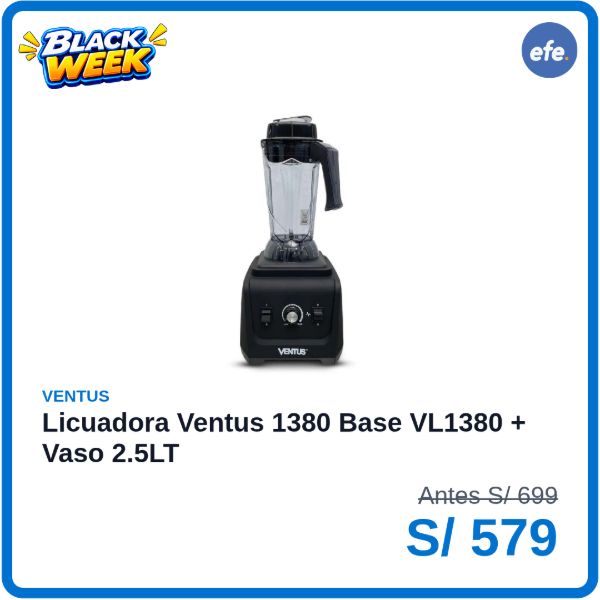 BLACK
WEEK
efe.
VENTUS
VENTUS
Licuadora Ventus 1380 Base VL1380 +
Vaso 2.5LT
Antes S/ 699
S/ 579